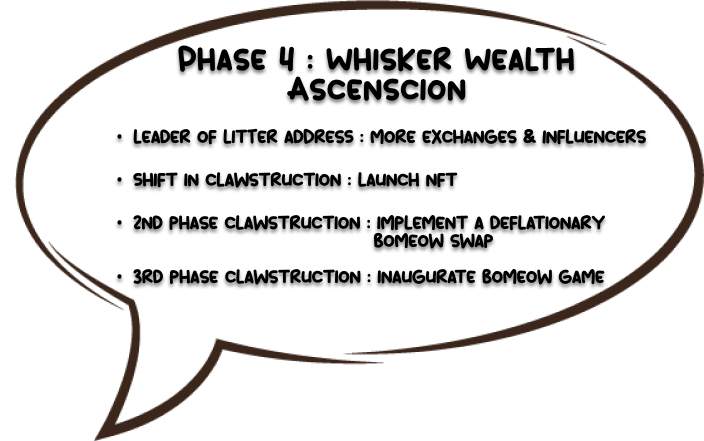 Phase 4 : Whisker Wealth
Ascenscion
• Leader of Litter Address : More Exchanges & Influencers
• Shift in Clawstruction : Launch NFT
• 2nd Phase Clawstruction : Implement a Deflationary
Bomeow Swap
• 3rd Phase Clawstruction : Inaugurate Bomeow Game